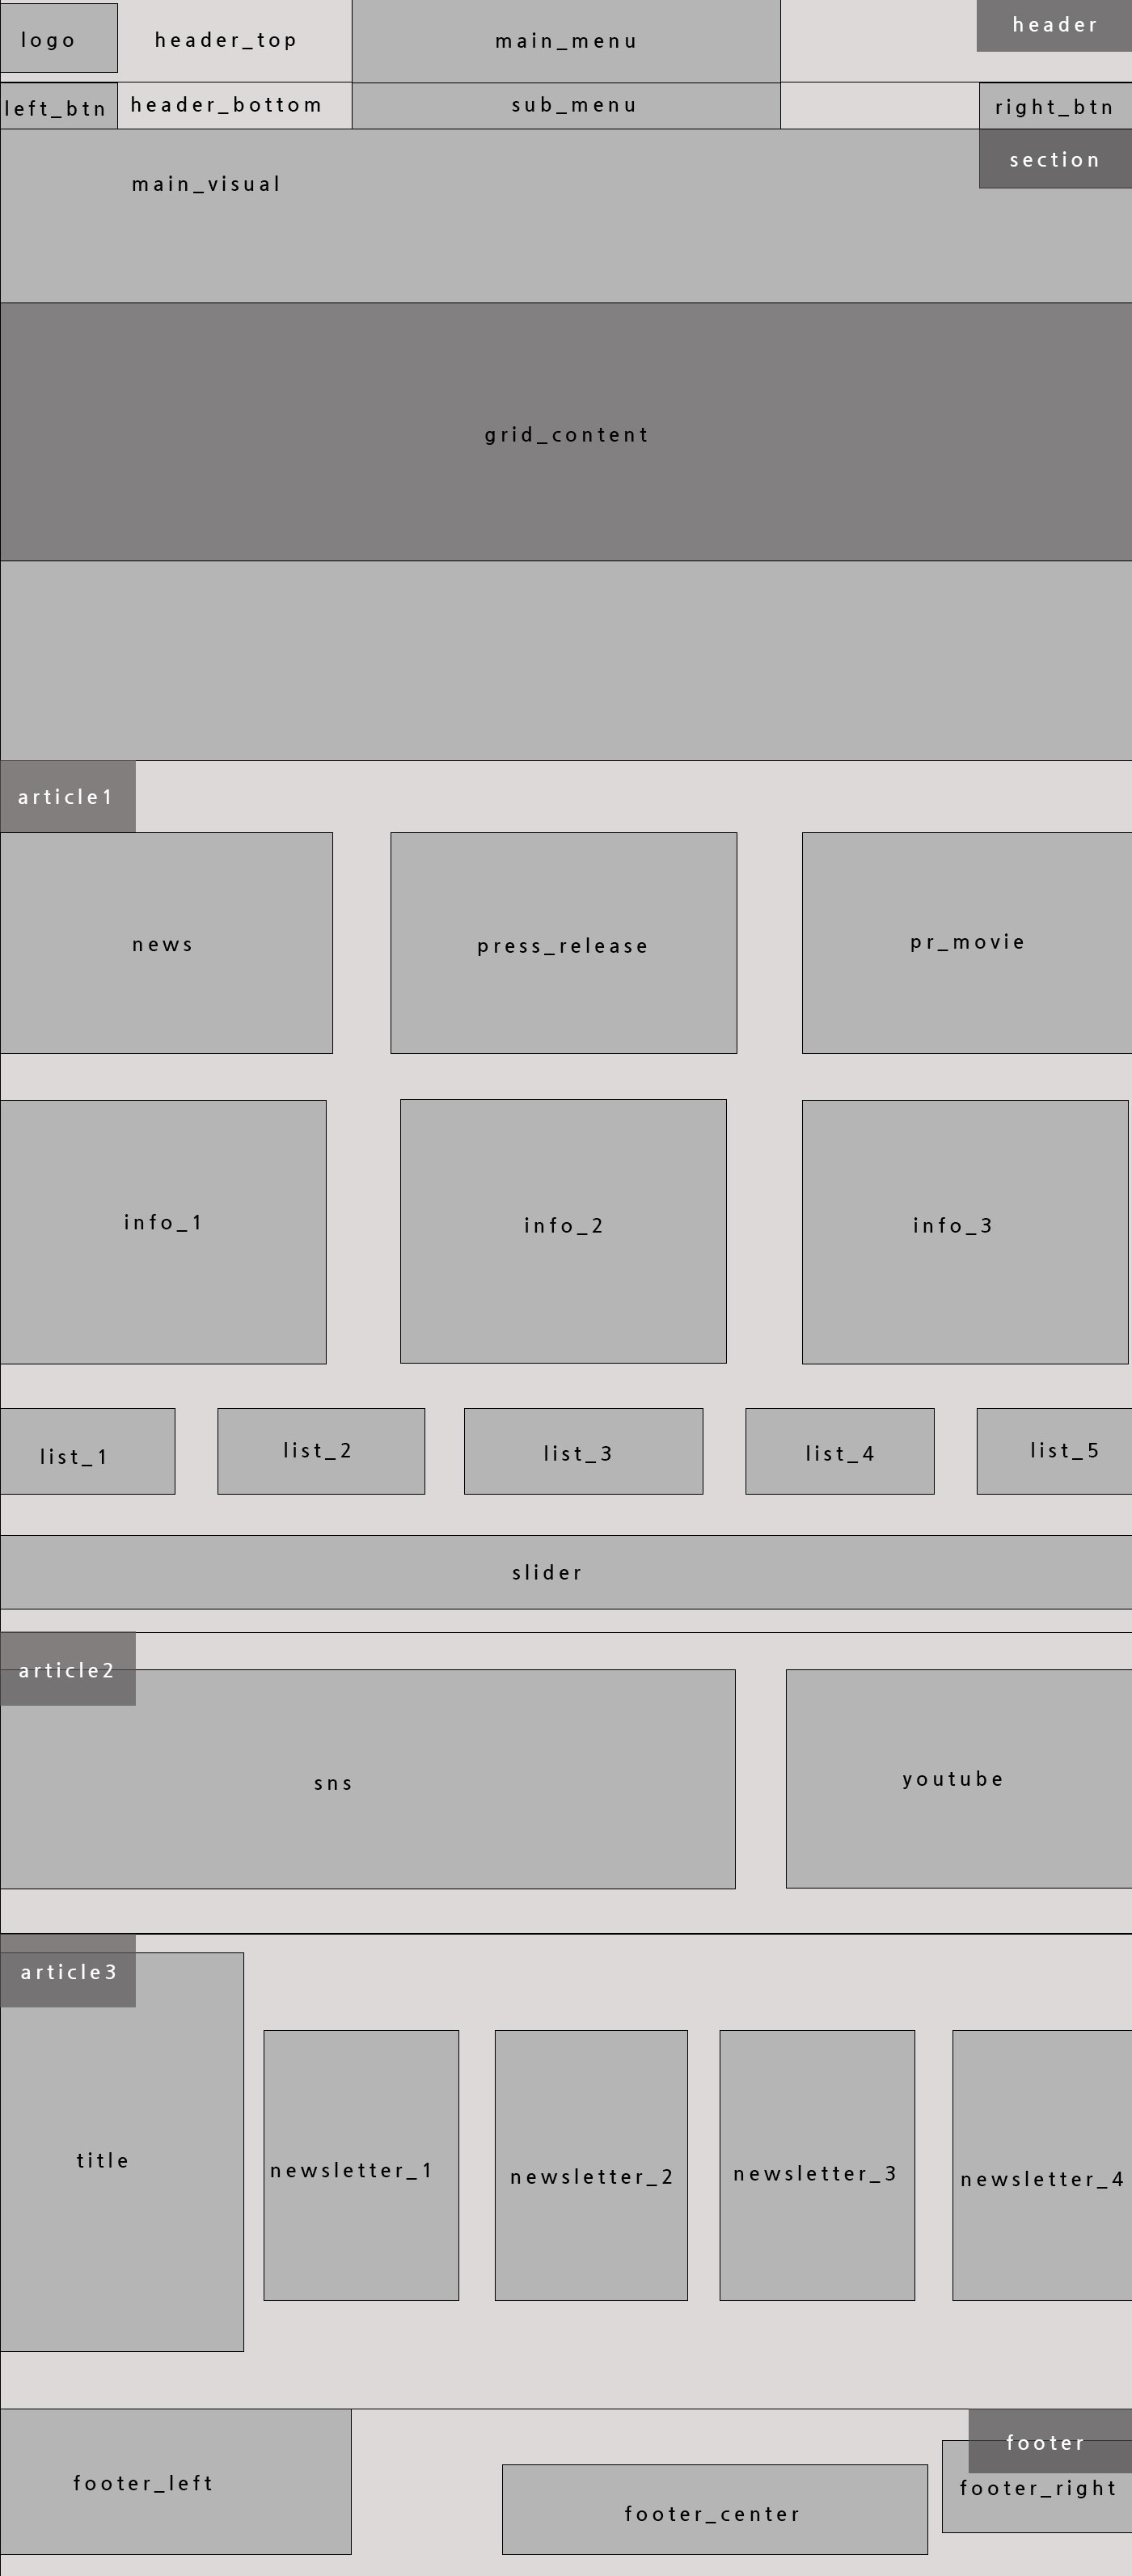 logo
header_top
main_menu
header
left_btn
header_bottom
sub_menu
right_btn
section
main_visual
grid_content
article1
news
press_release
pr_movie
info_1
info_2
info_3
list_1
list_2
list_3
list_4
list_5
slider
article2
sns
youtube
article3
title
newsletter_1
newsletter_2
newsletter_3
newsletter_4
footer
footer_left
footer_center
footer_right